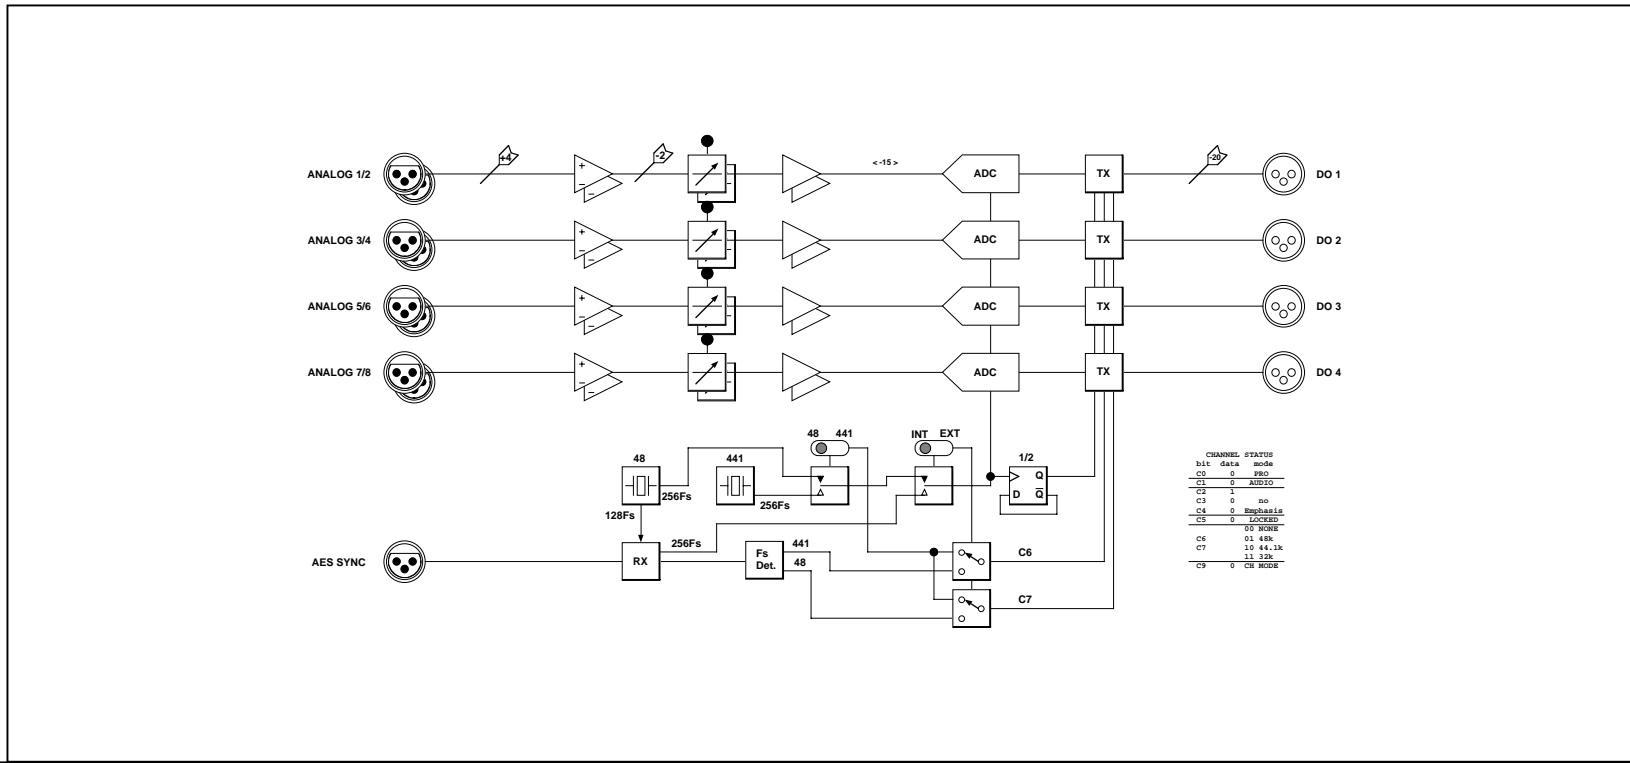 ANALOG 1/2 +4 + − − -2 − < -15 > ADC TX -20 DO 1
ANALOG 3/4 + − − − ADC TX DO 2
ANALOG 5/6 + − − − ADC TX DO 3
ANALOG 7/8 + − − − ADC TX DO 4
48 441 INT EXT
48 441 1/2
256Fs 256Fs D Q Q
128Fs
AES SYNC RX 256Fs Fs Det. 441 48 C6
C7
CHANNEL STATUS
bit data mode
C0 0 PRO
C1 0 AUDIO
C2 1
C3 0 no
C4 0 Emphasis
C5 0 LOCKED
00 NONE
C6 01 48k
C7 10 44.1k
11 32k
C9 0 CH MODE